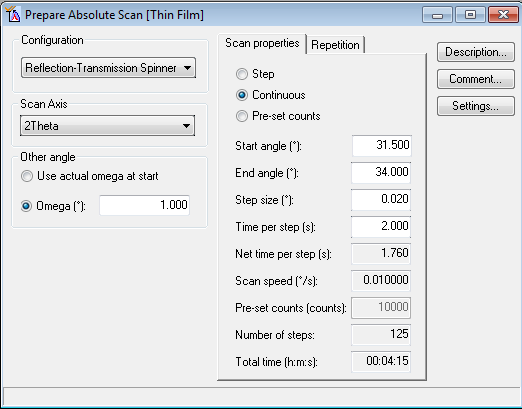 Prepare Absolute Scan [Thin Film]
Configuration
Reflection-Transmission Spinner
Scan Axis
2Theta
Other angle
Use actual omega at start
Omega (°): 1.000
Scan properties Repetition
Step
Continuous
Pre-set counts
Start angle (°): 31.500
End angle (°): 34.000
Step size (°): 0.020
Time per step (s): 2.000
Net time per step (s): 1.760
Scan speed (°/s): 0.010000
Pre-set counts (counts): 10000
Number of steps: 125
Total time (h:m:s): 00:04:15
Description...
Comment...
Settings...